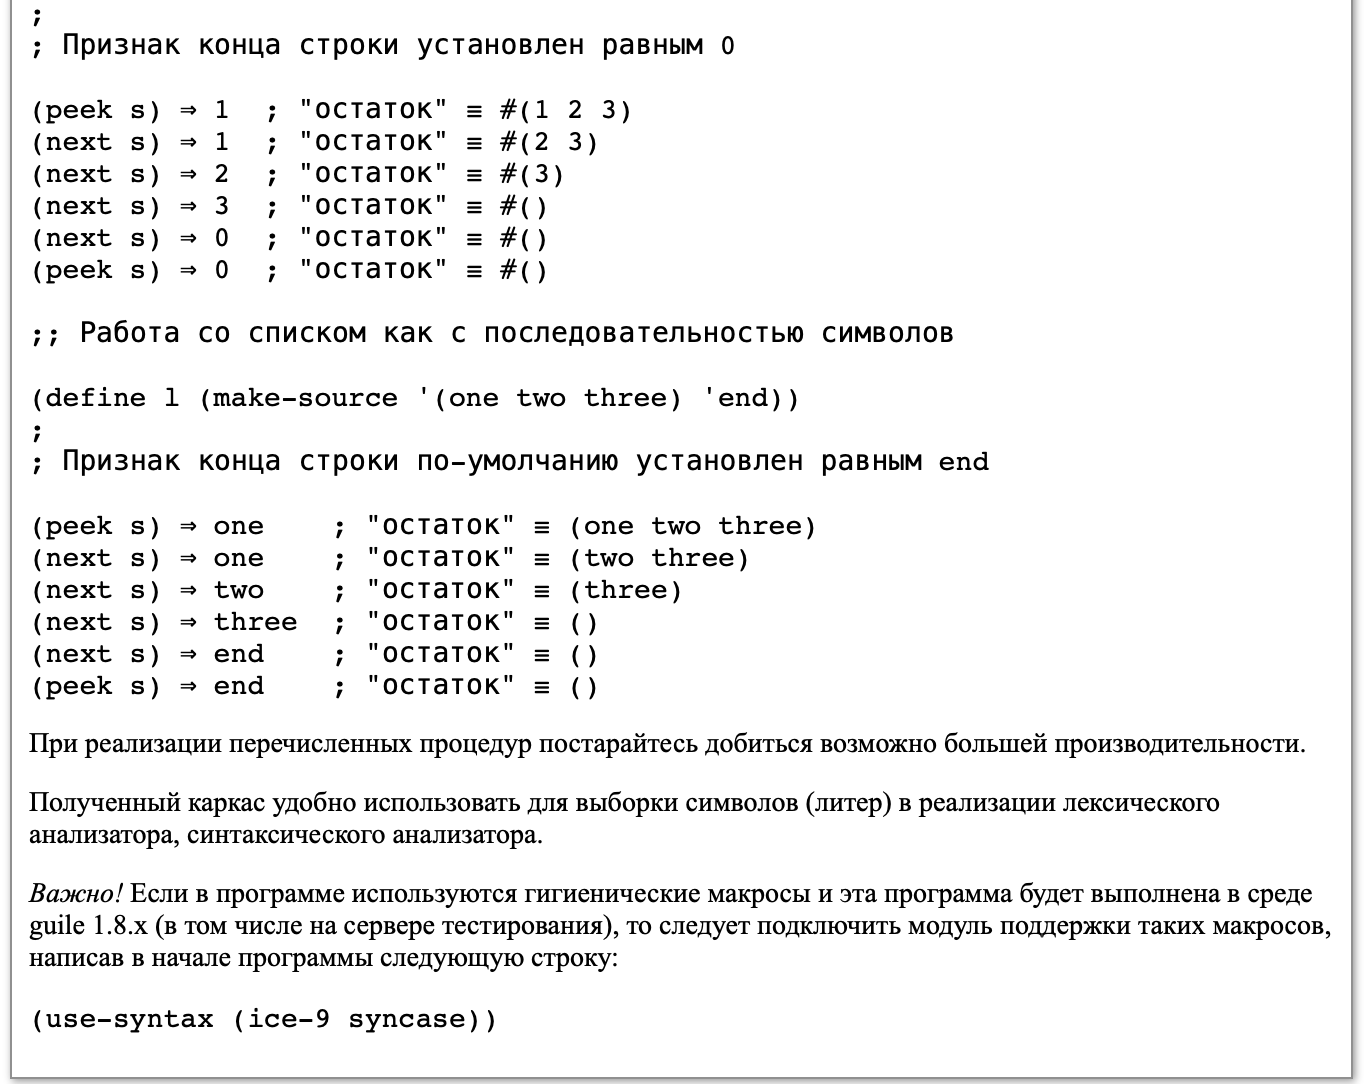 ;
; Признак конца строки установлен равным 0
(peek s) ⇒ 1  ; "остаток" ≡ #(1 2 3)
(next s) ⇒ 1  ; "остаток" ≡ #(2 3)
(next s) ⇒ 2  ; "остаток" ≡ #(3)
(next s) ⇒ 3  ; "остаток" ≡ #()
(next s) ⇒ 0  ; "остаток" ≡ #()
(peek s) ⇒ 0  ; "остаток" ≡ #()
;; Работа со списком как с последовательностью символов
(define l (make-source '(one two three) 'end))
;
; Признак конца строки по-умолчанию установлен равным end
(peek s) ⇒ one    ; "остаток" ≡ (one two three)
(next s) ⇒ one    ; "остаток" ≡ (two three)
(next s) ⇒ two    ; "остаток" ≡ (three)
(next s) ⇒ three  ; "остаток" ≡ ()
(next s) ⇒ end    ; "остаток" ≡ ()
(peek s) ⇒ end    ; "остаток" ≡ ()
При реализации перечисленных процедур постарайтесь добиться возможно большей производительности.
Полученный каркас удобно использовать для выборки символов (литер) в реализации лексического
анализатора, синтаксического анализатора.
Важно! Если в программе используются гигиенические макросы и эта программа будет выполнена в среде
guile 1.8.x (в том числе на сервере тестирования), то следует подключить модуль поддержки таких макросов,
написав в начале программы следующую строку:
(use-syntax (ice-9 syncase))